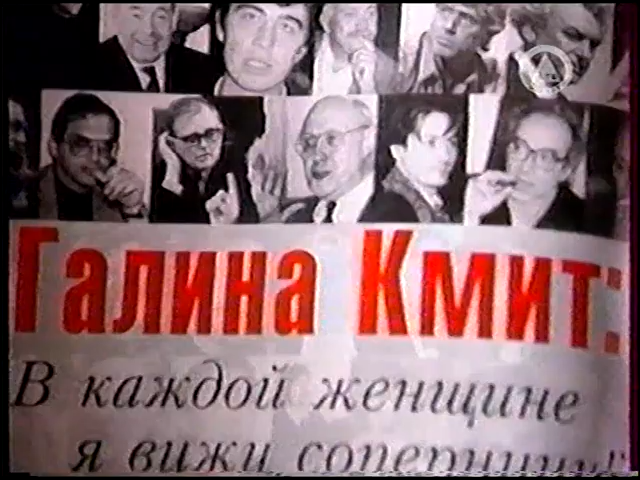 Галина Кмит:
В каждой женщине
я вижу соперницу"